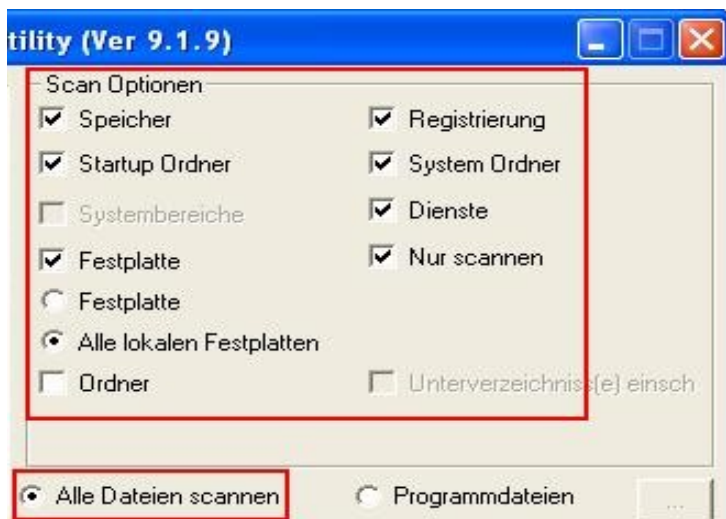 tility (Ver 9.1.9)
Scan Optionen
Speicher
Registrierung
Startup Ordner
System Ordner
Systembereiche
Dienste
Festplatte
Nur scannen
Festplatte
Alle lokalen Festplatten
Ordner
Unterverzeichniss(e) einsch
Alle Dateien scannen
Programmdateien
...